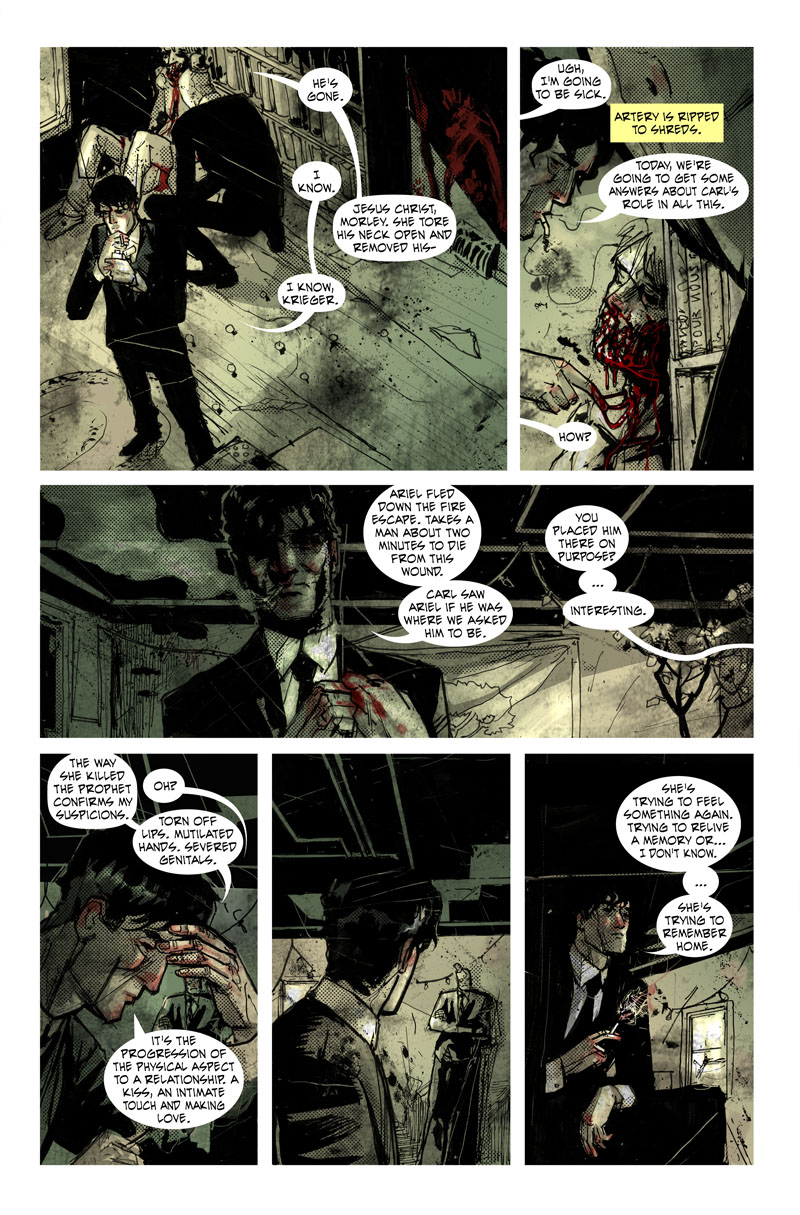 HE'S
GONE.
I
KNOW.
JESUS CHRIST,
MORLEY. SHE TORE
HIS NECK OPEN AND
REMOVED HIS-
I KNOW,
KRIEGER.
UGH,
I'M GOING
TO BE SICK.
ARTERY IS RIPPED
TO SHREDS.
TODAY, WE'RE
GOING TO GET SOME
ANSWERS ABOUT CARL'S
ROLE IN ALL THIS.
POUR NOUS
HOW?
ARIEL FLED
DOWN THE FIRE
ESCAPE. TAKES A
MAN ABOUT TWO
MINUTES TO DIE
FROM THIS
WOUND.
CARL SAW
ARIEL IF HE WAS
WHERE WE ASKED
HIM TO BE.
YOU
PLACED HIM
THERE ON
PURPOSE?
...
INTERESTING.
THE WAY
SHE KILLED
THE PROPHET
CONFIRMS MY
SUSPICIONS.
OH?
TORN OFF
LIPS. MUTILATED
HANDS. SEVERED
GENITALS.
IT'S THE
PROGRESSION OF
THE PHYSICAL ASPECT
TO A RELATIONSHIP. A
KISS, AN INTIMATE
TOUCH AND MAKING
LOVE.
SHE'S
TRYING TO FEEL
SOMETHING AGAIN.
TRYING TO RELIVE
A MEMORY OR...
I DON'T KNOW.
...
SHE'S
TRYING TO
REMEMBER
HOME.